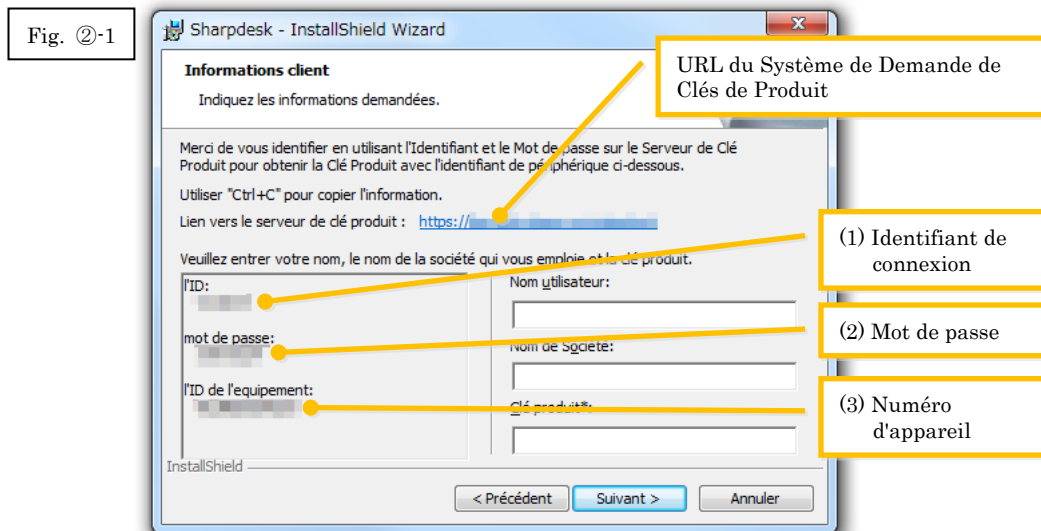 Fig. ②-1
Sharpdesk - InstallShield Wizard
Informations client
Indiquez les informations demandées.
URL du Système de Demande de
Clés de Produit
Merci de vous identifier en utilisant l'Identifiant et le Mot de passe sur le Serveur de Clé
Produit pour obtenir la Clé Produit avec l'identifiant de périphérique ci-dessous.
Utiliser "Ctrl+C" pour copier l'information.
Lien vers le serveur de clé produit : https://
Veuillez entrer votre nom, le nom de la société qui vous emploie et la clé produit.
l'ID:
mot de passe:
l'ID de l'equipement:
Nom utilisateur:
Nom de Société:
Clé produit*:
(1) Identifiant de
connexion
(2) Mot de passe
(3) Numéro
d'appareil
InstallShield
< Précédent
Suivant >
Annuler